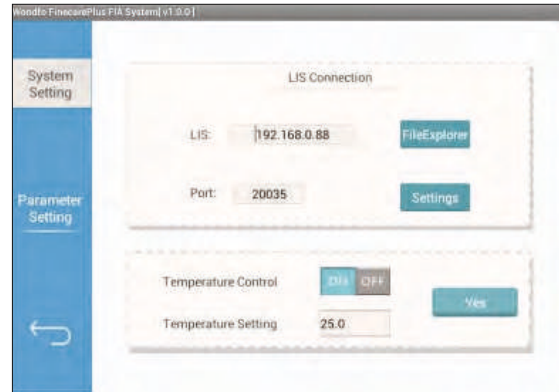 Wondfo FinecarePlus FIA System[ v1.0.0 ]
System
Setting
LIS Connection
LIS: 192.168.0.88 FileExplorer
Port: 20035 Settings
Parameter
Setting
Temperature Control ON OFF
Yes
Temperature Setting 25.0